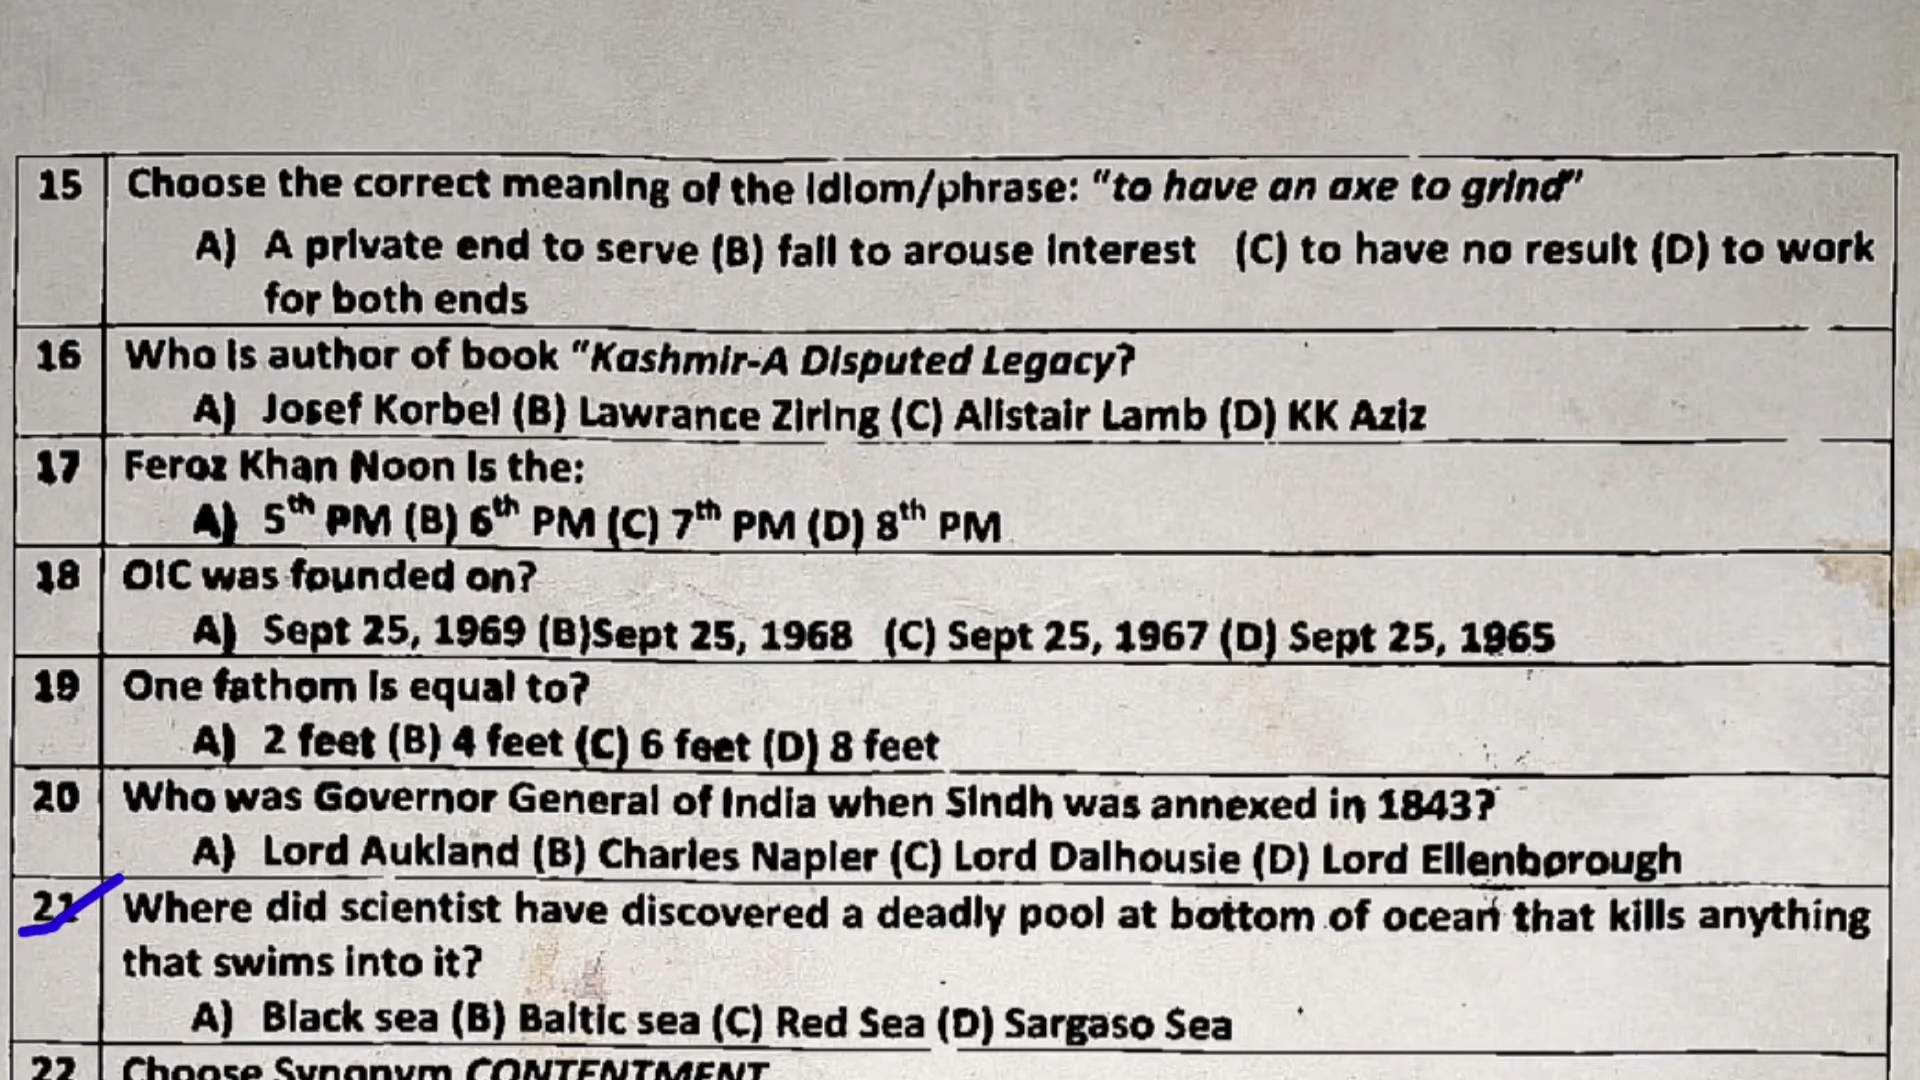 15 Choose the correct meaning of the idiom/phrase: "to have an axe to grind"
A) A private end to serve (B) fail to arouse interest (C) to have no result (D) to work
for both ends
16 Who is author of book "Kashmir-A Disputed Legacy?
A) Josef Korbel (B) Lawrance Ziring (C) Alistair Lamb (D) KK Aziz
17 Feroz Khan Noon is the:
A) 5th PM (B) 6th PM (C) 7th PM (D) 8th PM
18 OIC was founded on?
A) Sept 25, 1969 (B)Sept 25, 1968 (C) Sept 25, 1967 (D) Sept 25, 1965
19 One fathom is equal to?
A) 2 feet (B) 4 feet (C) 6 feet (D) 8 feet
20 Who was Governor General of India when Sindh was annexed in 1843?
A) Lord Aukland (B) Charles Napier (C) Lord Dalhousie (D) Lord Ellenborough
21 Where did scientist have discovered a deadly pool at bottom of ocean that kills anything
that swims into it?
A) Black sea (B) Baltic sea (C) Red Sea (D) Sargaso Sea
22 Choose Synonym CONTENTMENT